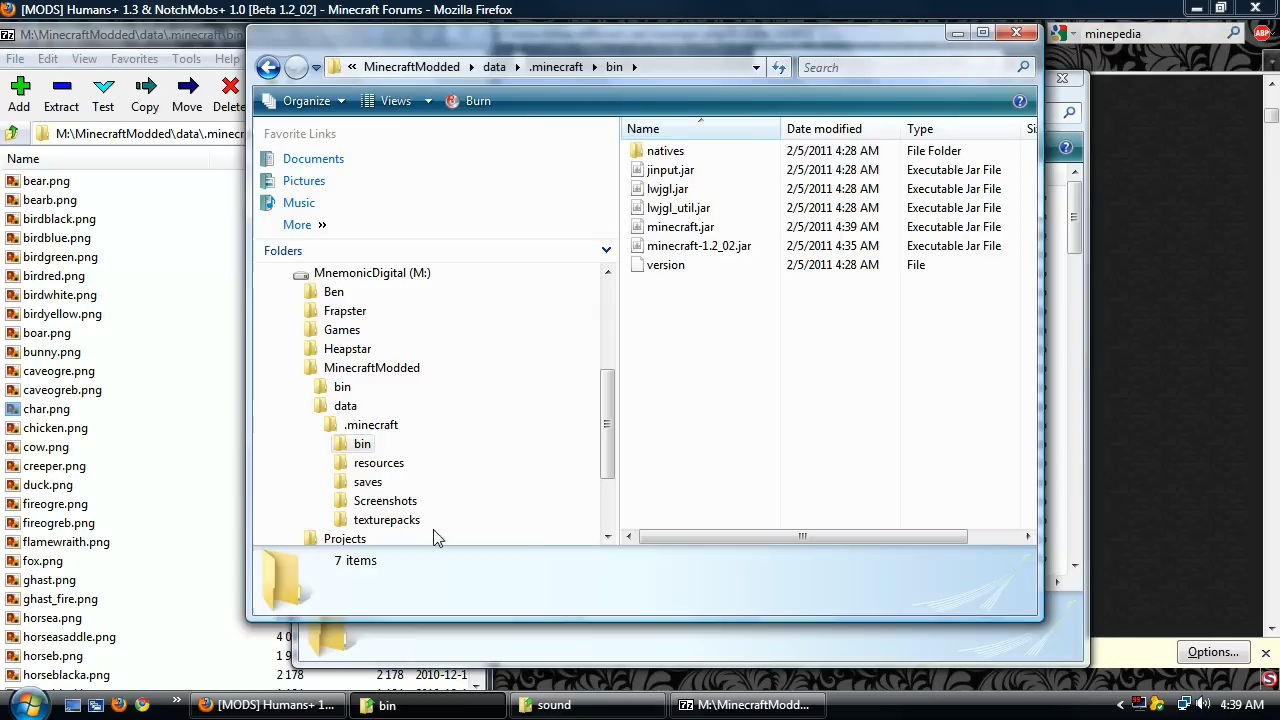 [MODS] Humans+ 1.3 & NotchMobs+ 1.0 [Beta 1.2_02] - Minecraft Forums - Mozilla Firefox
M:\MinecraftModded\data\.minecraft\bin
minepedia
File Edit View Favorites Tools Help
MinecraftModded data .minecraft bin
Search
Add Extract Test Copy Move Delete
Organize Views Burn
M:\MinecraftModded\data\.minecr
Favorite Links
Name Date modified Type Si
Name
Documents
natives 2/5/2011 4:28 AM File Folder
bear.png
Pictures
jinput.jar 2/5/2011 4:28 AM Executable Jar File
bearb.png
lwjgl.jar 2/5/2011 4:28 AM Executable Jar File
Music
lwjgl_util.jar 2/5/2011 4:28 AM Executable Jar File
birdblack.png
More »
minecraft.jar 2/5/2011 4:39 AM Executable Jar File
birdblue.png
minecraft-1.2_02.jar 2/5/2011 4:35 AM Executable Jar File
Folders
birdgreen.png
version 2/5/2011 4:28 AM File
MnemonicDigital (M:)
birdred.png
Ben
birdwhite.png
Frapster
birdyellow.png
Games
boar.png
Heapstar
bunny.png
MinecraftModded
caveogre.png
bin
caveogreb.png
data
char.png
.minecraft
chicken.png
bin
cow.png
resources
creeper.png
saves
duck.png
Screenshots
fireogre.png
texturepacks
fireogreb.png
Projects
flamewraith.png
7 items
fox.png
ghast.png
ghast_fire.png
horsea.png
horseasaddle.png 4 0
horseb.png 2 178
Options...
horseblacka.png 2 178 2010-12-1
[MODS] Humans+ 1... bin sound M:\MinecraftModd... 4:39 AM